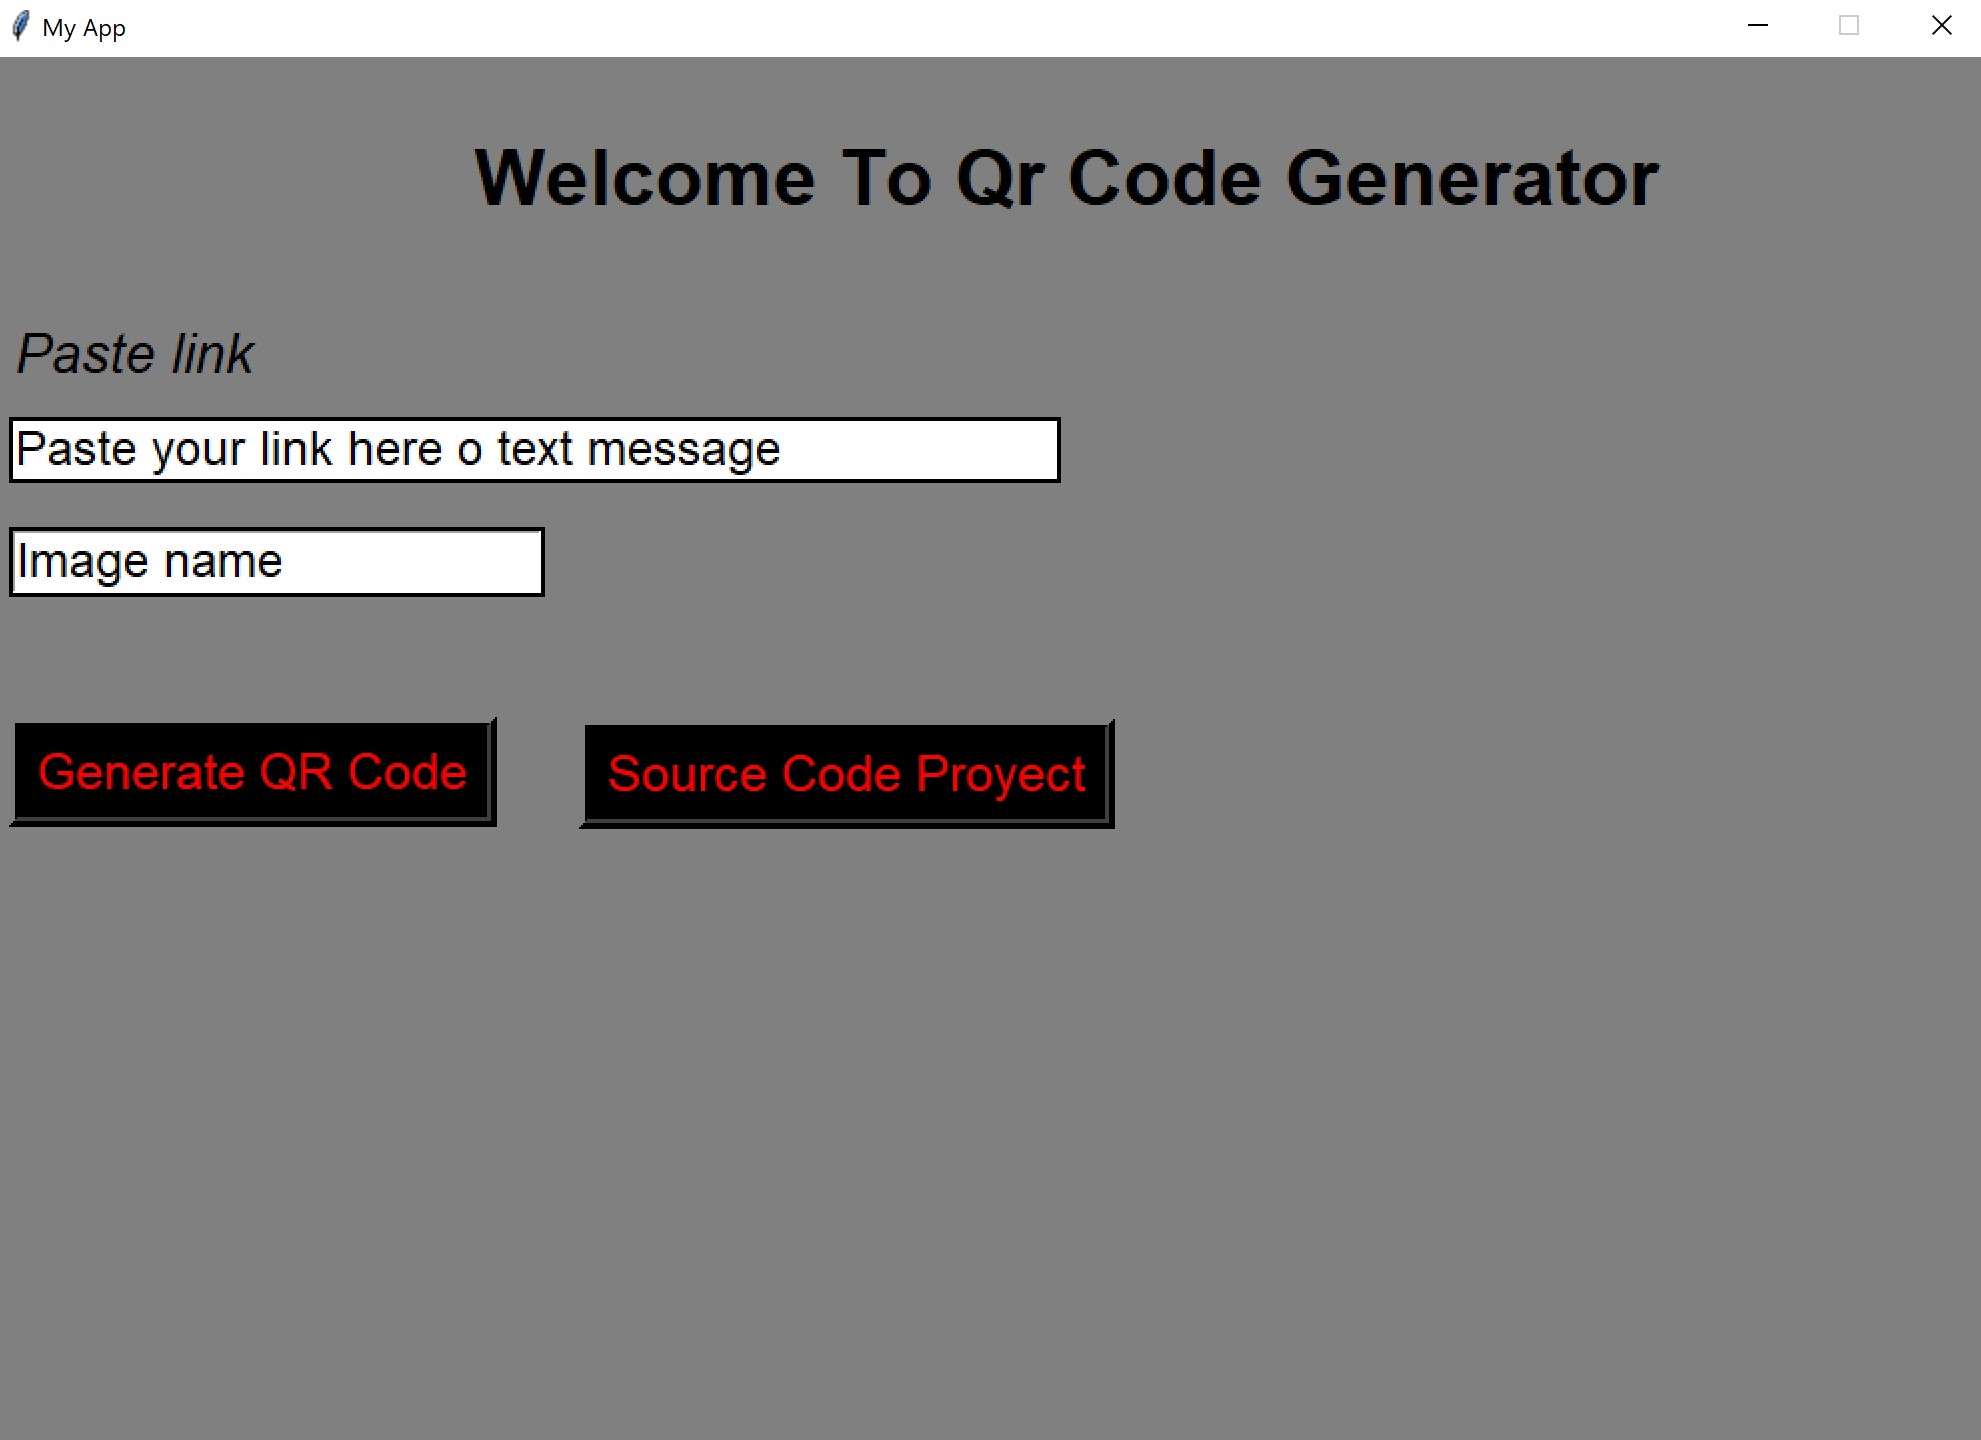 My App
Welcome To Qr Code Generator
Paste link
Paste your link here o text message
Image name
Generate QR Code
Source Code Proyect